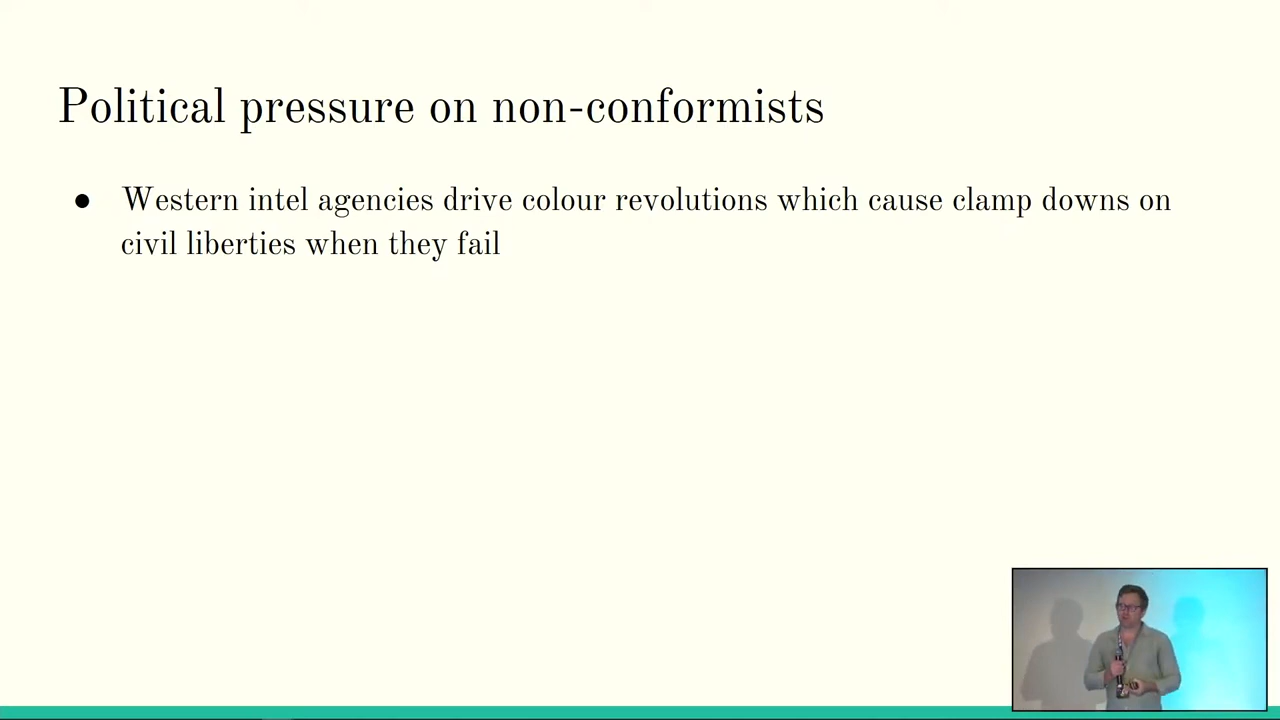 Political pressure on non-conformists
● Western intel agencies drive colour revolutions which cause clamp downs on
civil liberties when they fail